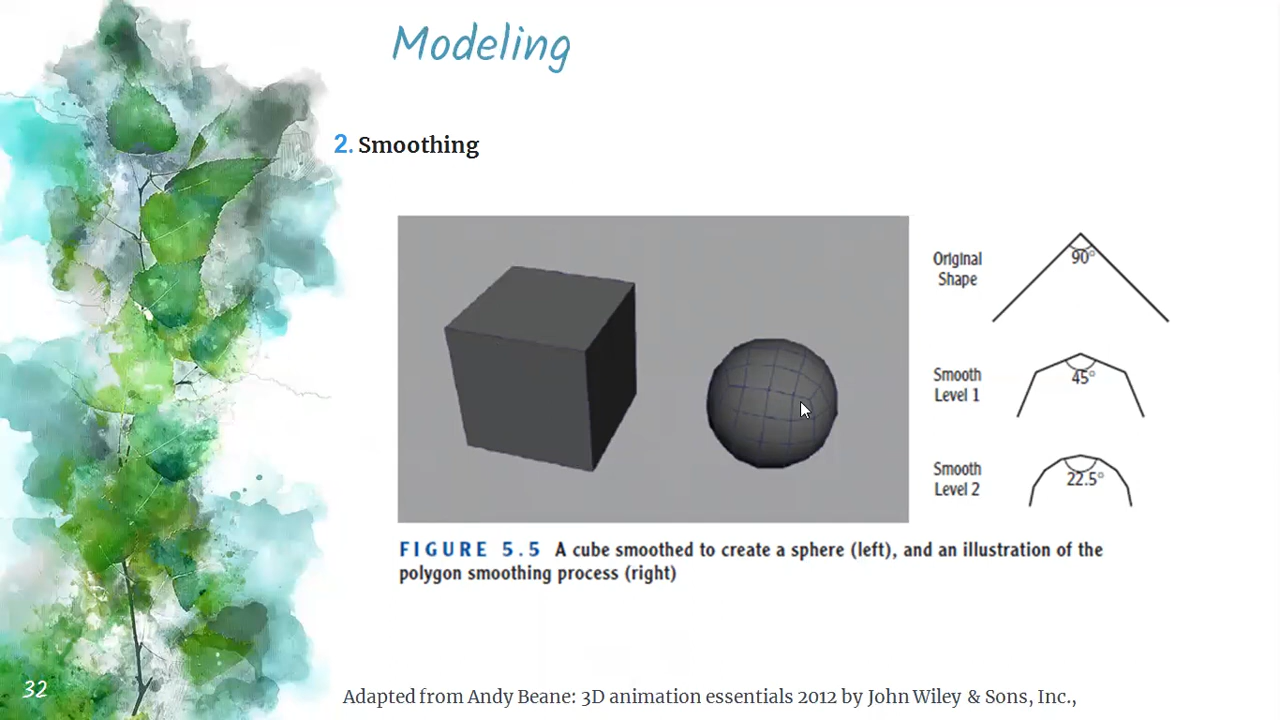 Modeling
2. Smoothing
Original
Shape
90°
Smooth
Level 1
45°
Smooth
Level 2
22.5°
FIGURE 5.5 A cube smoothed to create a sphere (left), and an illustration of the
polygon smoothing process (right)
32
Adapted from Andy Beane: 3D animation essentials 2012 by John Wiley & Sons, Inc.,